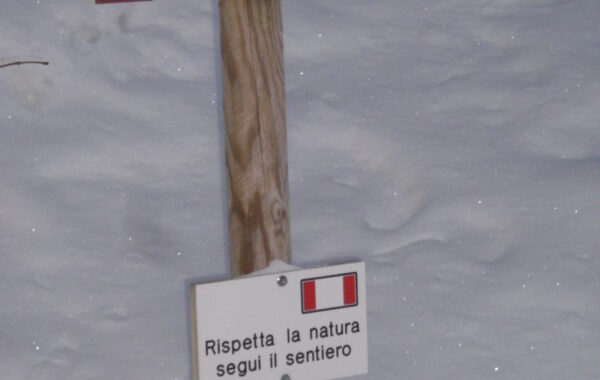 Rispetta la natura
segui il sentiero